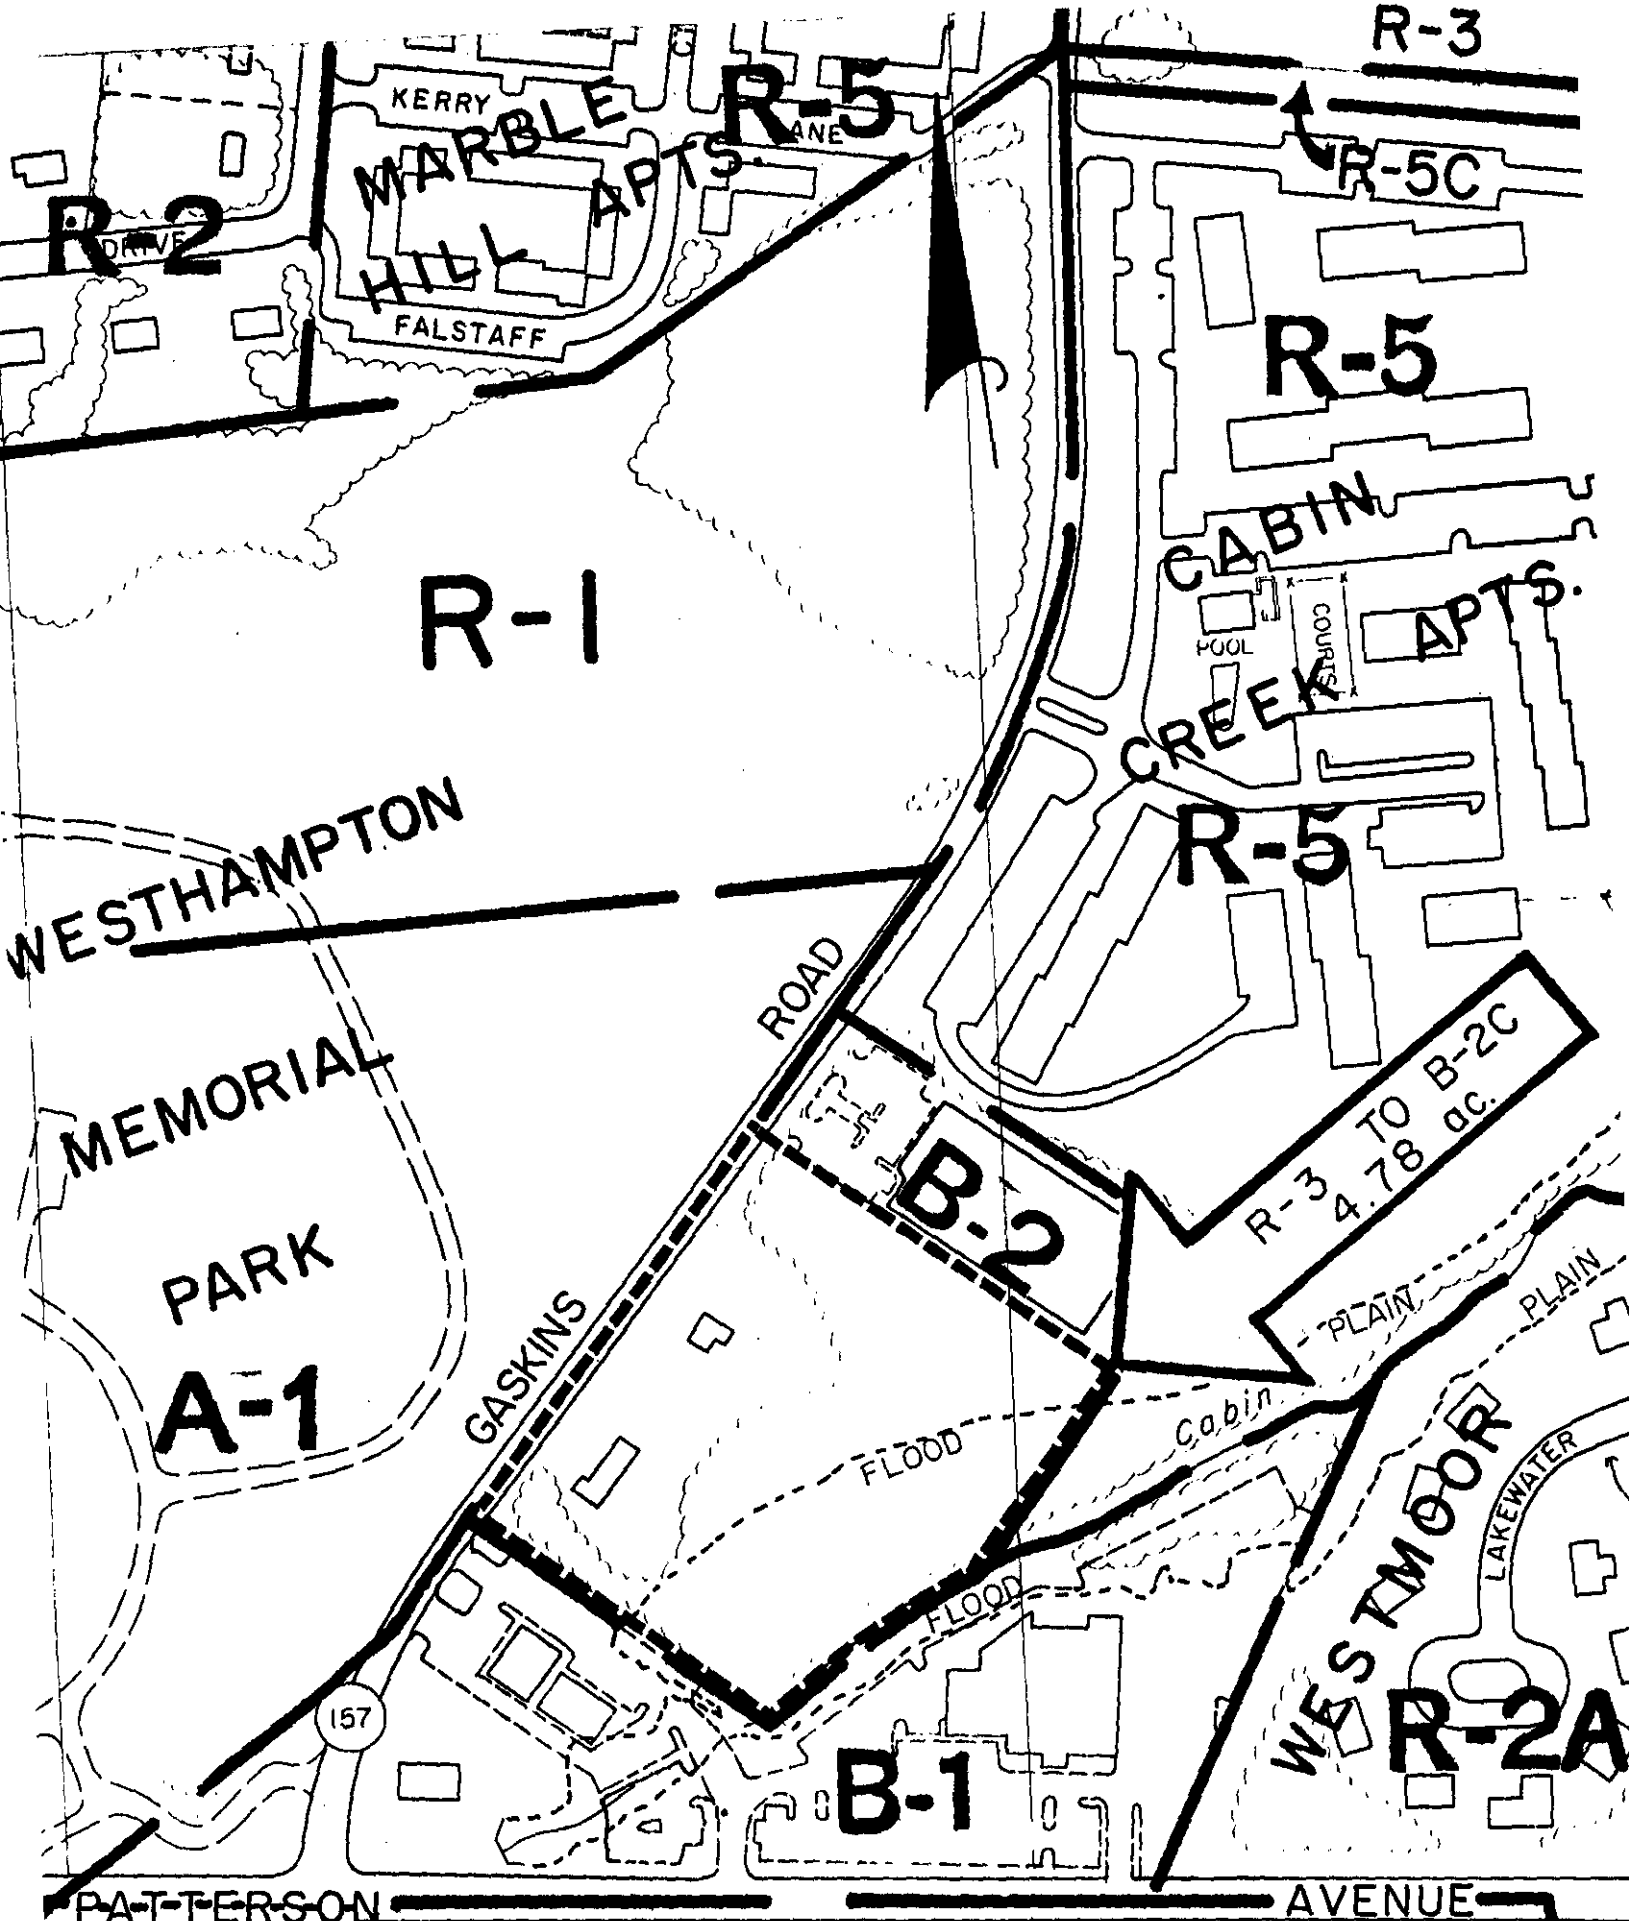 R-3
KERRY
R-5
LANE
MARBLE
APTS.
HILL
R-5C
R-2
DRIVE
FALSTAFF
R-5
CABIN
APTS.
COURTS
POOL
CREEK
R-1
WESTHAMPTON
R-5
ROAD
MEMORIAL
R-3 TO B-2C
4.78 ac.
B-2
PARK
PLAIN
PLAIN
GASKINS
A-1
Cabin
FLOOD
LAKEWATER
WESTMOOR
FLOOD
157
R-2A
B-1
PATTERSON
AVENUE